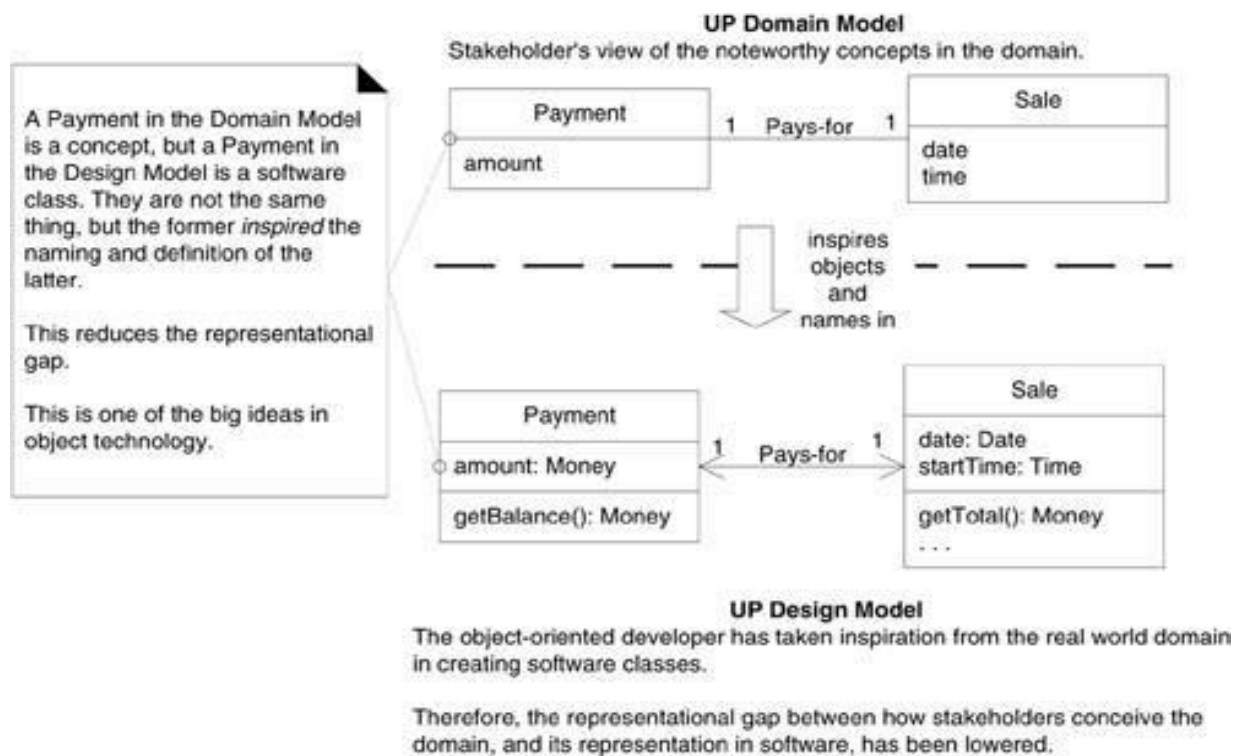 UP Domain Model
Stakeholder's view of the noteworthy concepts in the domain.
A Payment in the Domain Model
is a concept, but a Payment in
the Design Model is a software
class. They are not the same
thing, but the former inspired the
naming and definition of the
latter.
This reduces the representational
gap.
This is one of the big ideas in
object technology.
Payment
amount
1 Pays-for 1
Sale
date
time
inspires
objects
and
names in
Payment
amount: Money
getBalance(): Money
1 Pays-for 1
Sale
date: Date
startTime: Time
getTotal(): Money
. . .
UP Design Model
The object-oriented developer has taken inspiration from the real world domain
in creating software classes.
Therefore, the representational gap between how stakeholders conceive the
domain, and its representation in software, has been lowered.